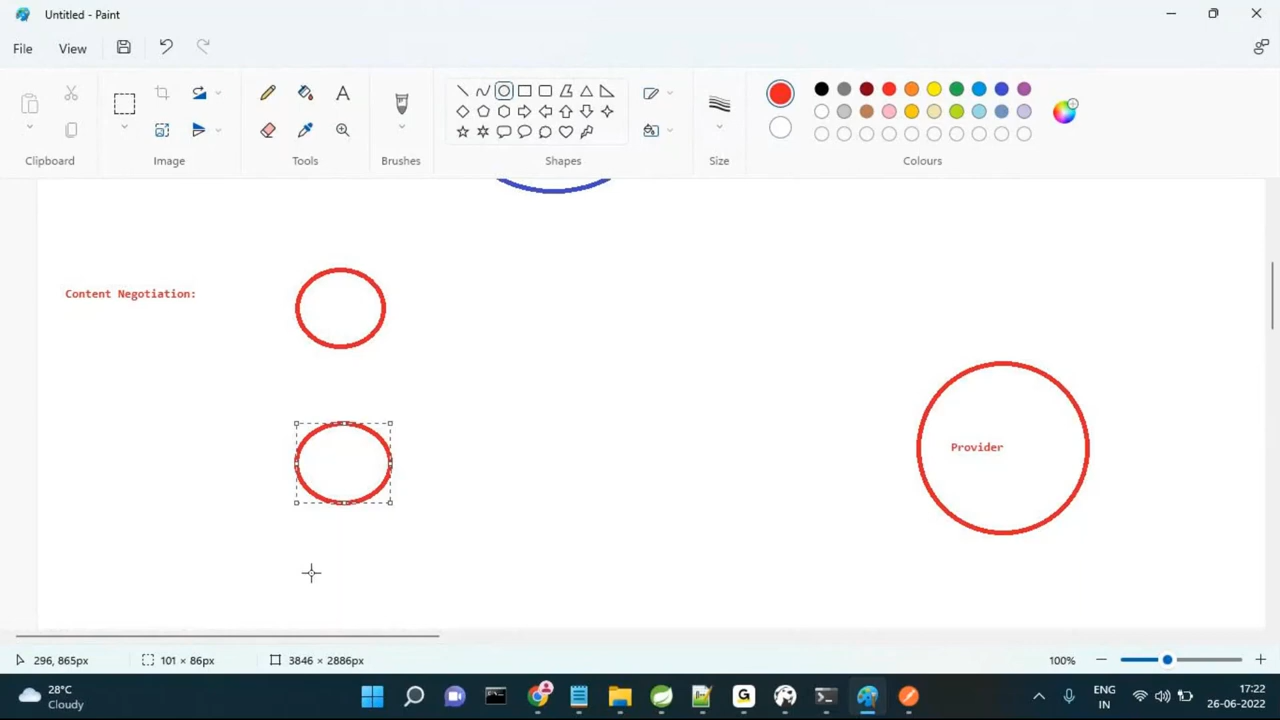 Untitled - Paint
File
View
Clipboard
Image
Tools
Brushes
Shapes
Size
Colours
Content Negotiation:
Provider
296, 865px
101 × 86px
3846 × 2886px
100%
28°C
Cloudy
ENG
IN
17:22
26-06-2022